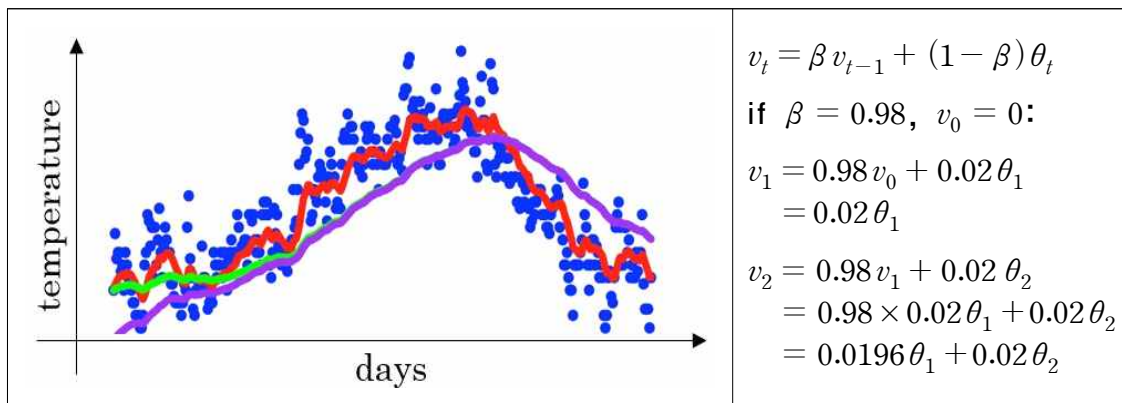 temperature
days
v_t = β v_{t−1} + (1 − β) θ_t
if β = 0.98, v_0 = 0:
v_1 = 0.98 v_0 + 0.02 θ_1
= 0.02 θ_1
v_2 = 0.98 v_1 + 0.02 θ_2
= 0.98 × 0.02 θ_1 + 0.02 θ_2
= 0.0196 θ_1 + 0.02 θ_2